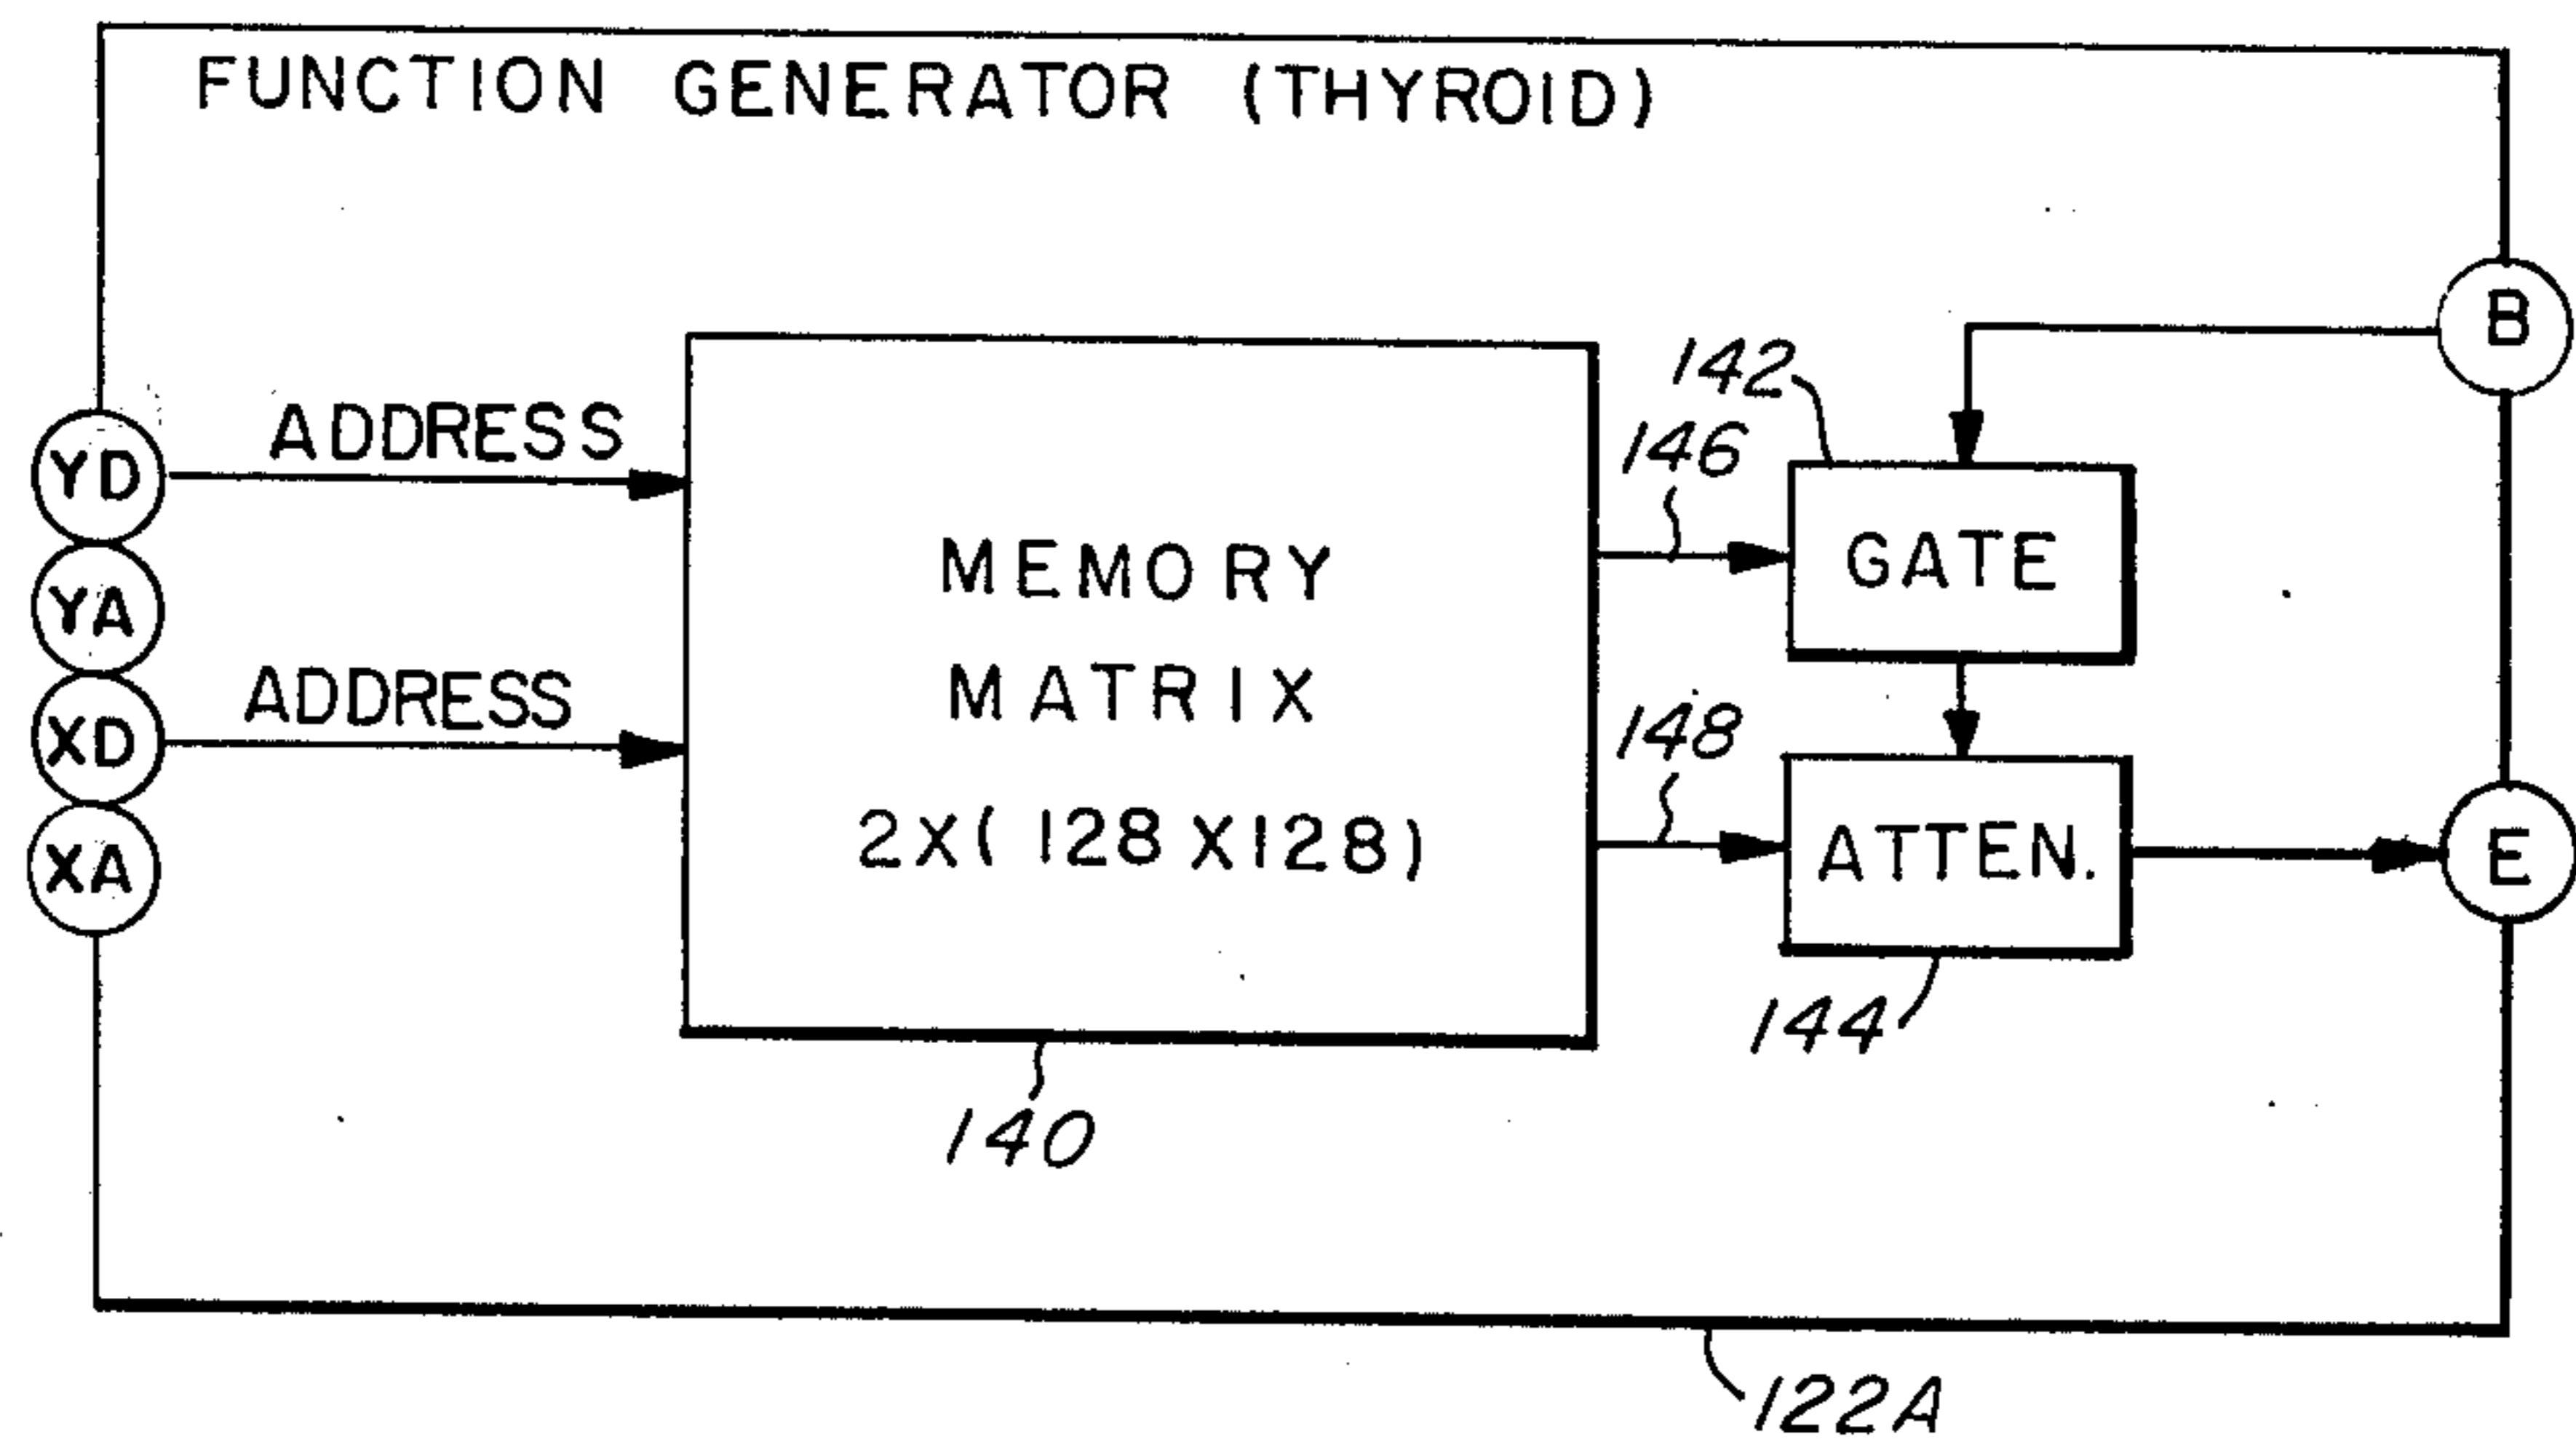 FUNCTION GENERATOR (THYROID)
B
142
ADDRESS
146
YD
GATE
MEMORY
YA
MATRIX
ADDRESS
148
XD
2X(128X128)
ATTEN.
XA
E
144
140
122A